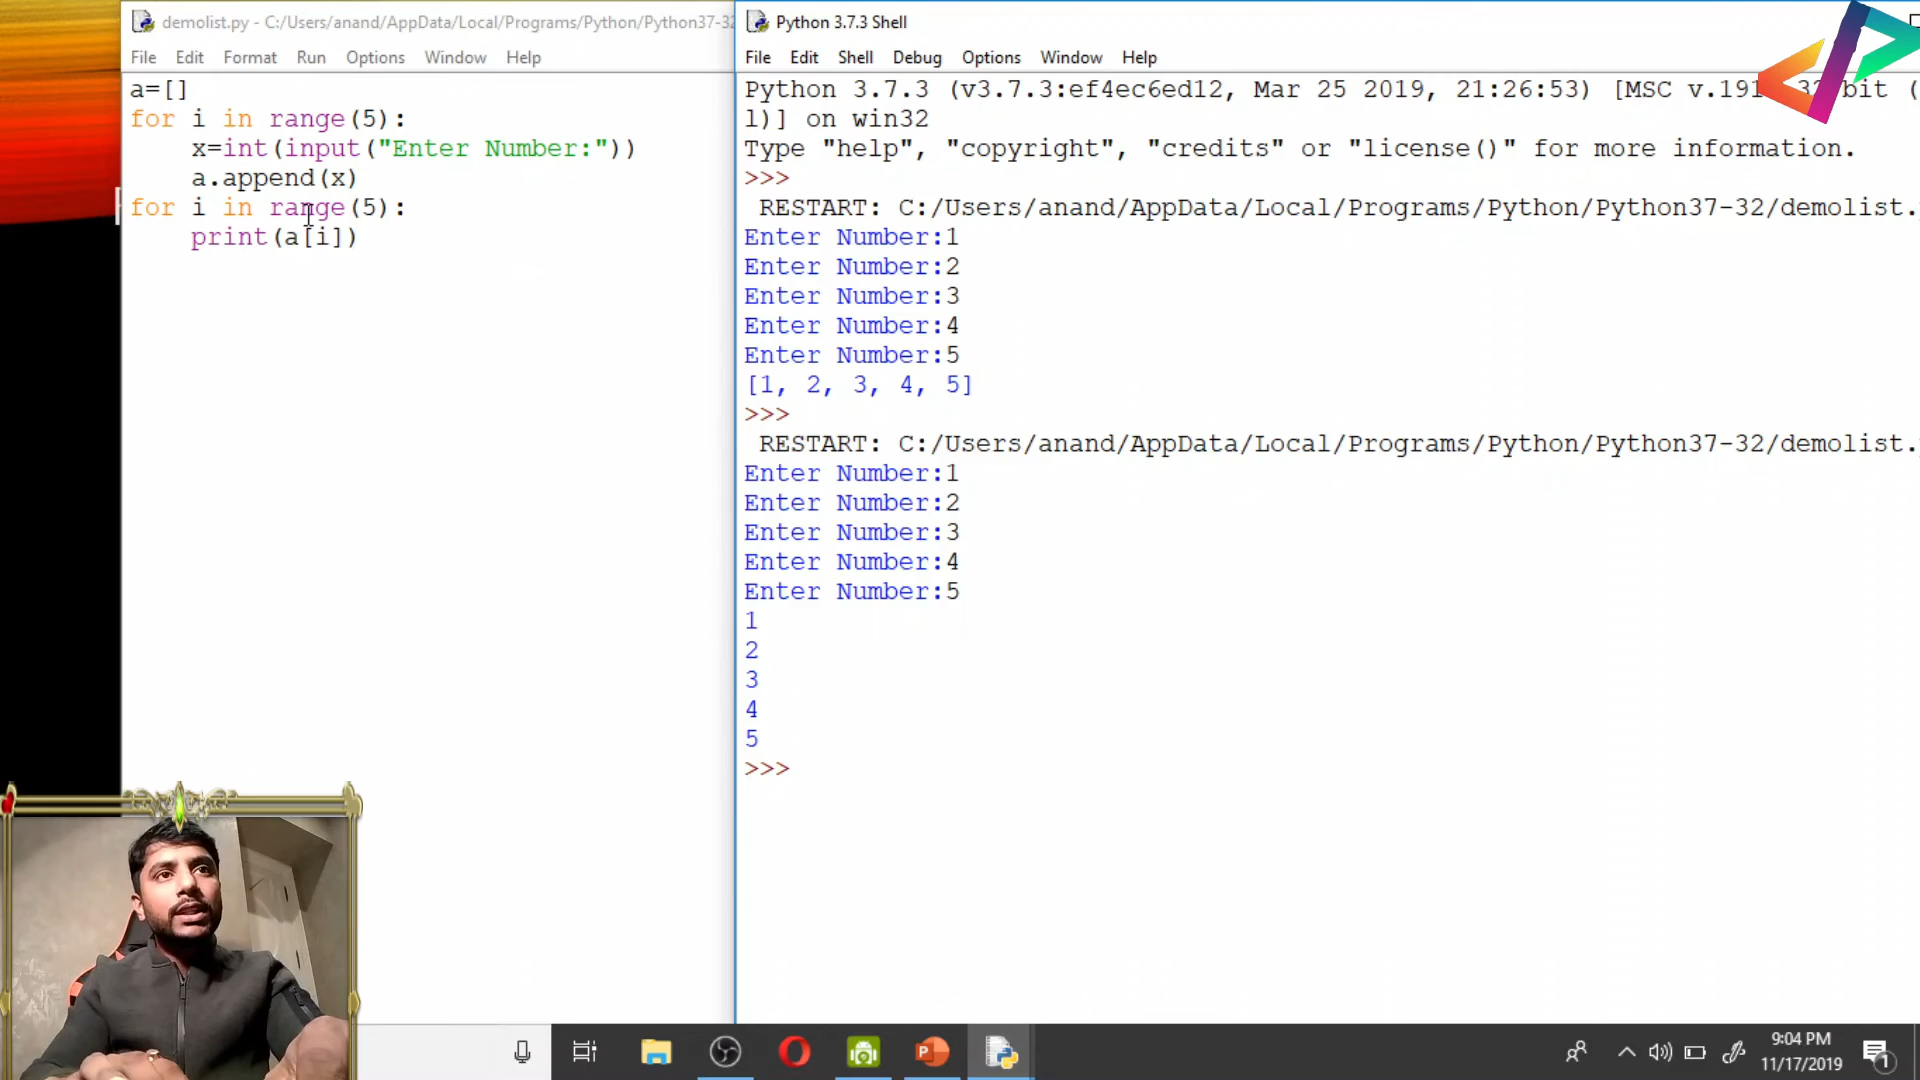 demolist.py - C:/Users/anand/AppData/Local/Programs/Python/Python37-32
File Edit Format Run Options Window Help
a=[]
for i in range(5):
    x=int(input("Enter Number:"))
    a.append(x)
for i in range(5):
    print(a[i])
Python 3.7.3 Shell
File Edit Shell Debug Options Window Help
Python 3.7.3 (v3.7.3:ef4ec6ed12, Mar 25 2019, 21:26:53) [MSC v.191 bit (
l)] on win32
Type "help", "copyright", "credits" or "license()" for more information.
>>>
RESTART: C:/Users/anand/AppData/Local/Programs/Python/Python37-32/demolist.
Enter Number:1
Enter Number:2
Enter Number:3
Enter Number:4
Enter Number:5
[1, 2, 3, 4, 5]
>>>
RESTART: C:/Users/anand/AppData/Local/Programs/Python/Python37-32/demolist.
Enter Number:1
Enter Number:2
Enter Number:3
Enter Number:4
Enter Number:5
1
2
3
4
5
>>>
9:04 PM
11/17/2019
1